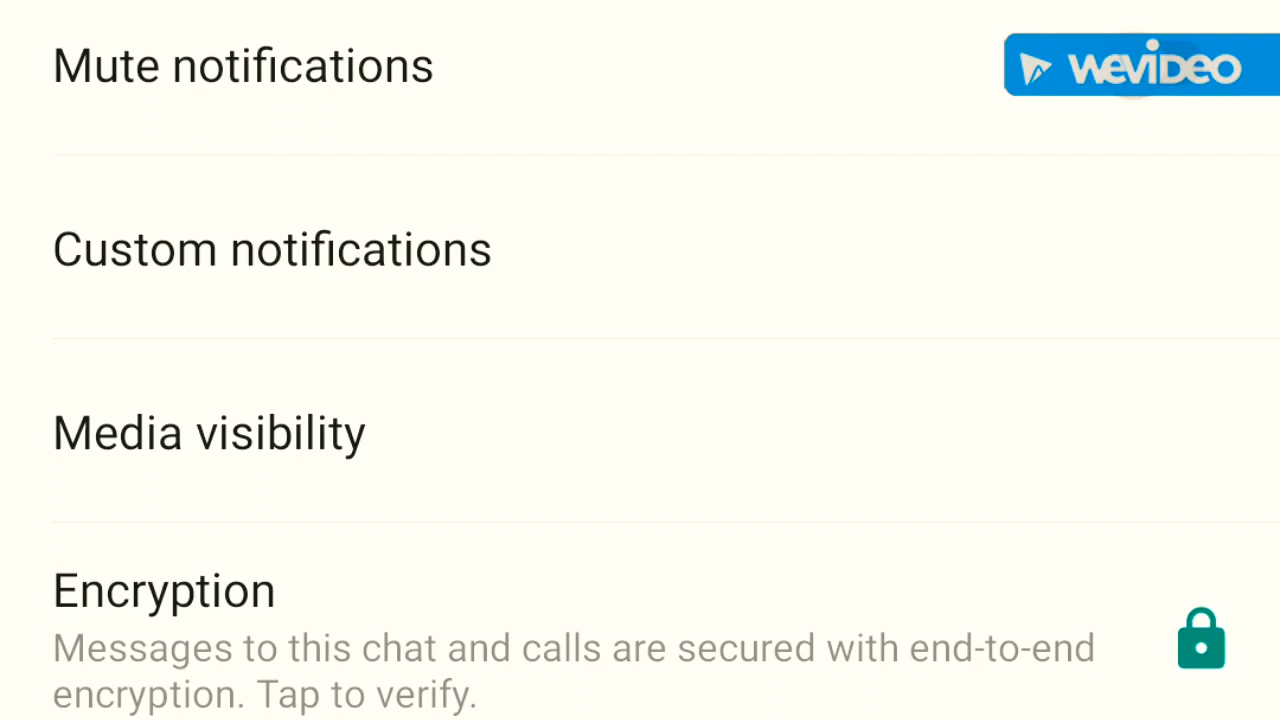 Mute notifications
WeVideo
Custom notifications
Media visibility
Encryption
Messages to this chat and calls are secured with end-to-end
encryption. Tap to verify.